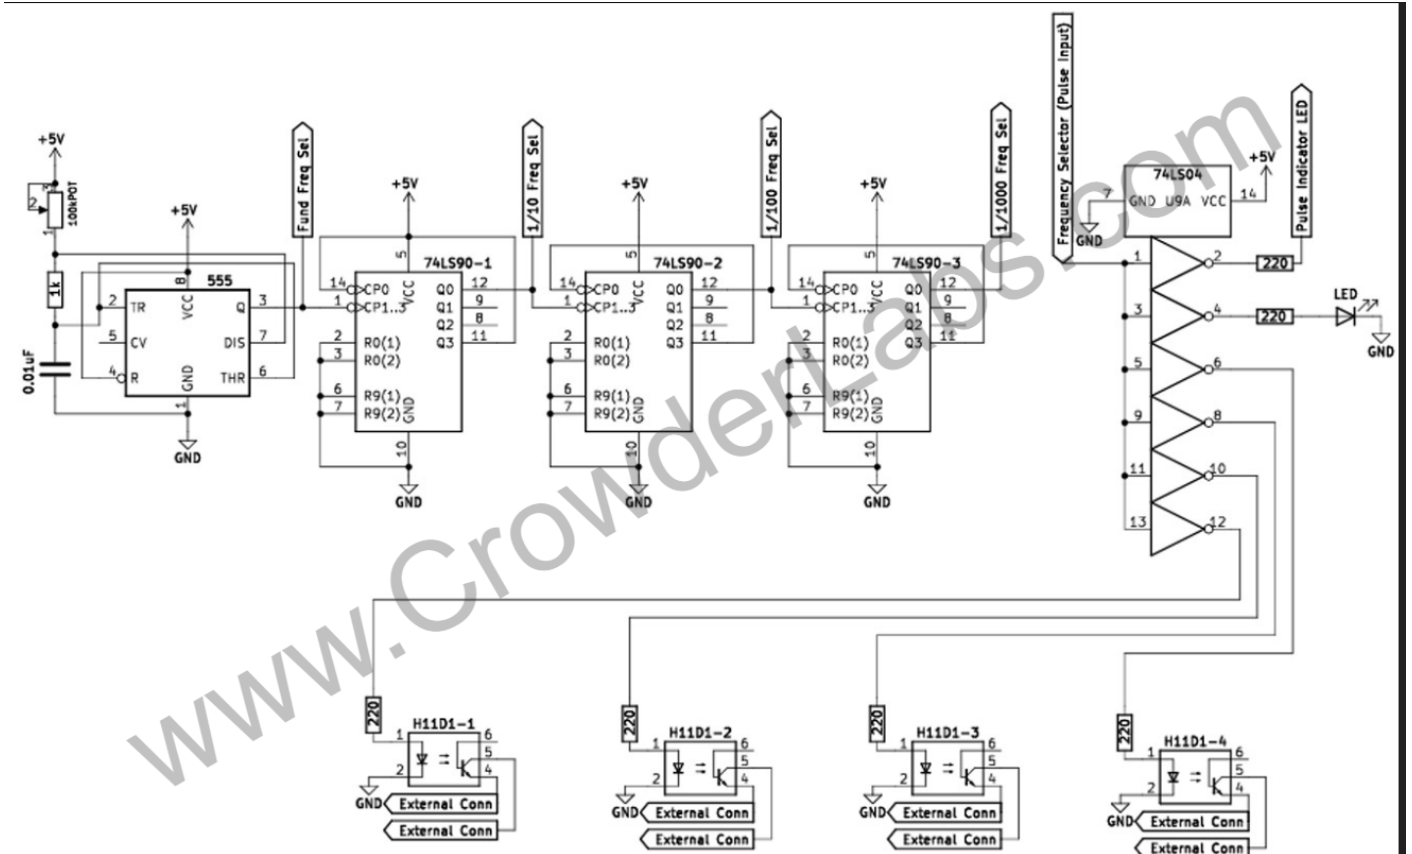 Frequency Selector (Pulse Input)
Pulse Indicator LED
1/1000 Freq Sel
1/100 Freq Sel
1/10 Freq Sel
Fund Freq Sel
+5V
3
2
1
100kPOT
1k
0.01uF
+5V
8
555
2 TR VCC Q 3
5 CV DIS 7
4 R GND THR 6
1
GND
+5V
5
74LS90-1
14 CP0 VCC Q0 12
1 CP1..3 Q1 9
Q2 8
2 R0(1) Q3 11
3 R0(2)
6 R9(1)
7 R9(2) GND
10
GND
+5V
5
74LS90-2
14 CP0 VCC Q0 12
1 CP1..3 Q1 9
Q2 8
2 R0(1) Q3 11
3 R0(2)
6 R9(1)
7 R9(2) GND
10
GND
+5V
5
74LS90-3
14 CP0 VCC Q0 12
1 CP1..3 Q1 9
Q2 8
2 R0(1) Q3 11
3 R0(2)
6 R9(1)
7 R9(2) GND
10
GND
74LS04
+5V
7 GND U9A VCC 14
GND
1 2 220
3 4 220 LED
GND
5 6
9 8
11 10
13 12
www.CrowderLabs.com
220
H11D1-1
1 6
5
2 4
GND
External Conn
External Conn
220
H11D1-2
1 6
5
2 4
GND
External Conn
External Conn
220
H11D1-3
1 6
5
2 4
GND
External Conn
External Conn
220
H11D1-4
1 6
5
2 4
GND
External Conn
External Conn